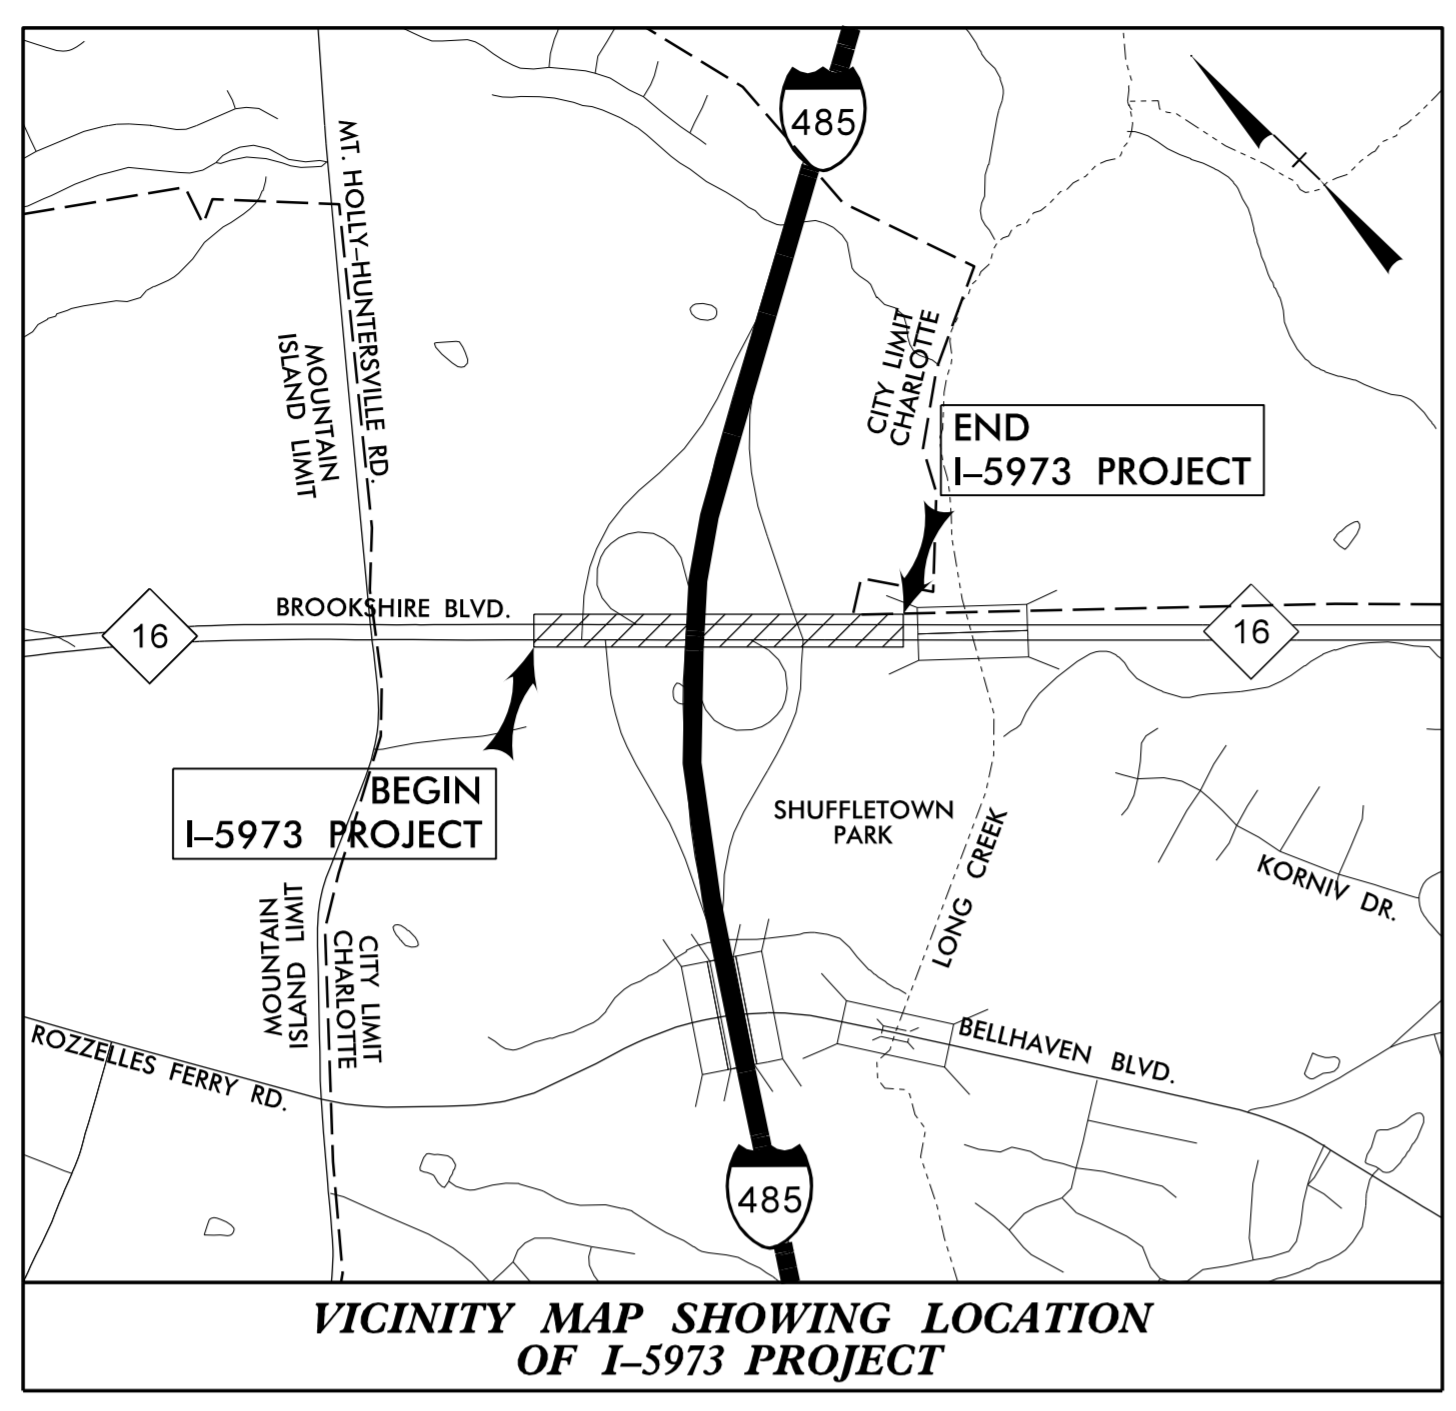 485
MT. HOLLY–HUNTERSVILLE RD.
MOUNTAIN
ISLAND LIMIT
CITY LIMIT
CHARLOTTE
END
I–5973 PROJECT
BROOKSHIRE BLVD.
16
16
BEGIN
I–5973 PROJECT
SHUFFLETOWN
PARK
LONG CREEK
KORNIV DR.
MOUNTAIN
ISLAND LIMIT
CITY LIMIT
CHARLOTTE
ROZZELLES FERRY RD.
BELLHAVEN BLVD.
485
VICINITY MAP SHOWING LOCATION
OF I–5973 PROJECT